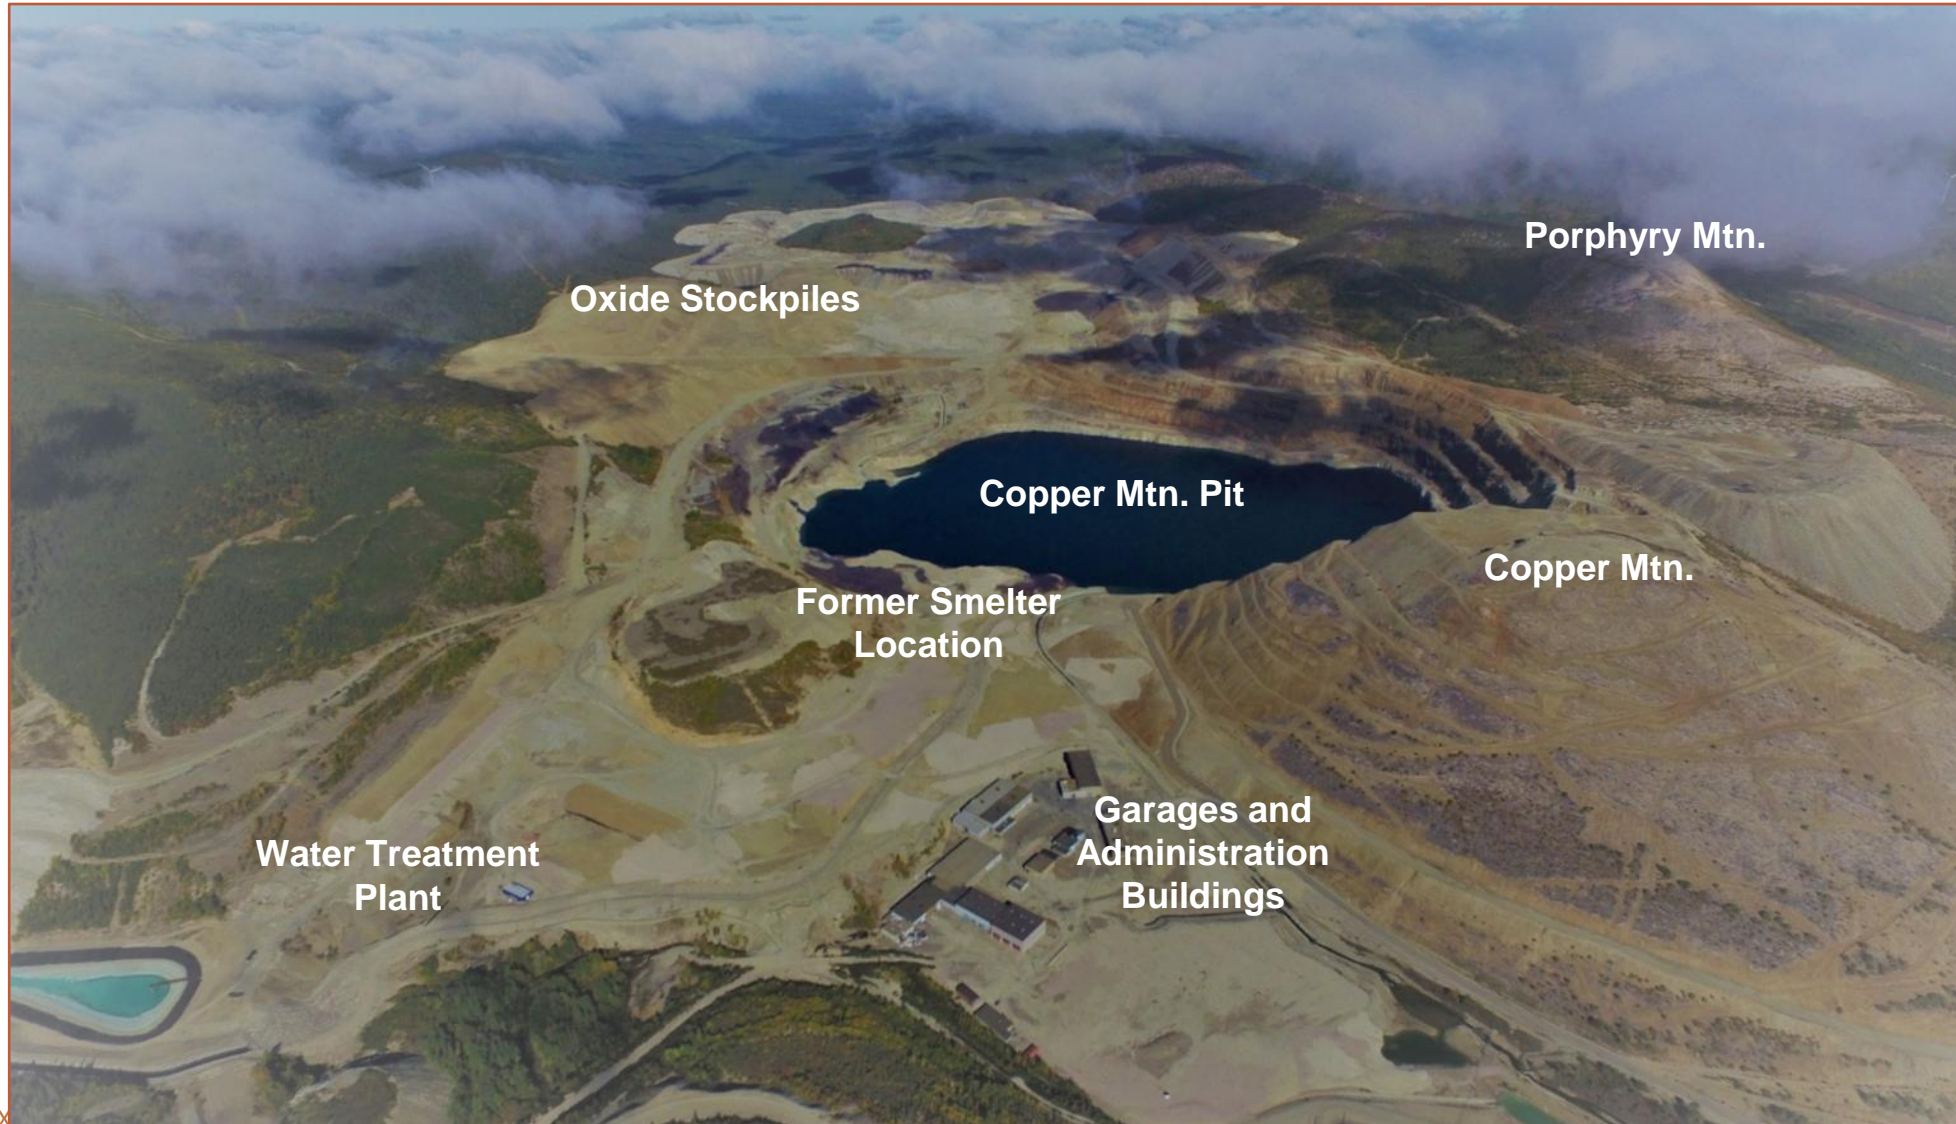 Porphyry Mtn.
Oxide Stockpiles
Copper Mtn. Pit
Copper Mtn.
Former Smelter
Location
Garages and
Administration
Buildings
Water Treatment
Plant